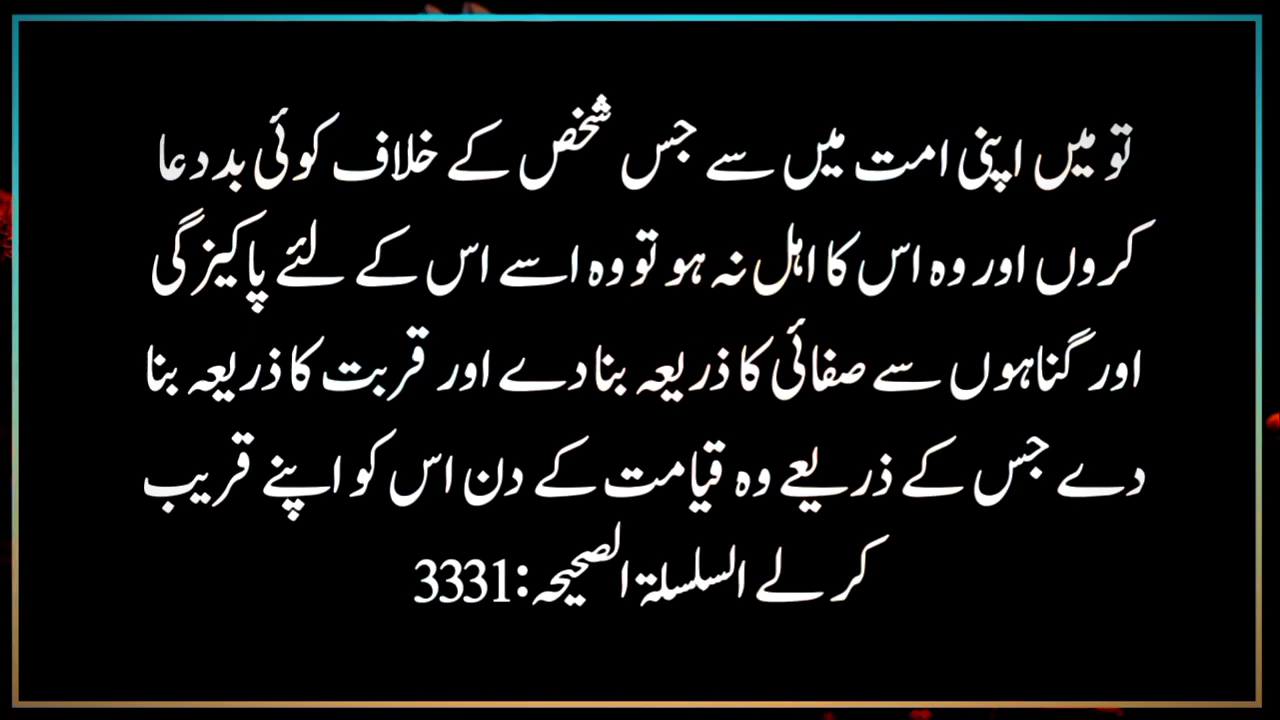 تو میں اپنی امت میں سے جس شخص کے خلاف کوئی بددعا
کروں اور وہ اس کا اہل نہ ہو تو وہ اسے اس کے لئے پاکیزگی
اور گناہوں سے صفائی کا ذریعہ بنا دے اور قربت کا ذریعہ بنا
دے جس کے ذریعے وہ قیامت کے دن اس کو اپنے قریب
کر لے السلسلۃ الصحیحہ:3331